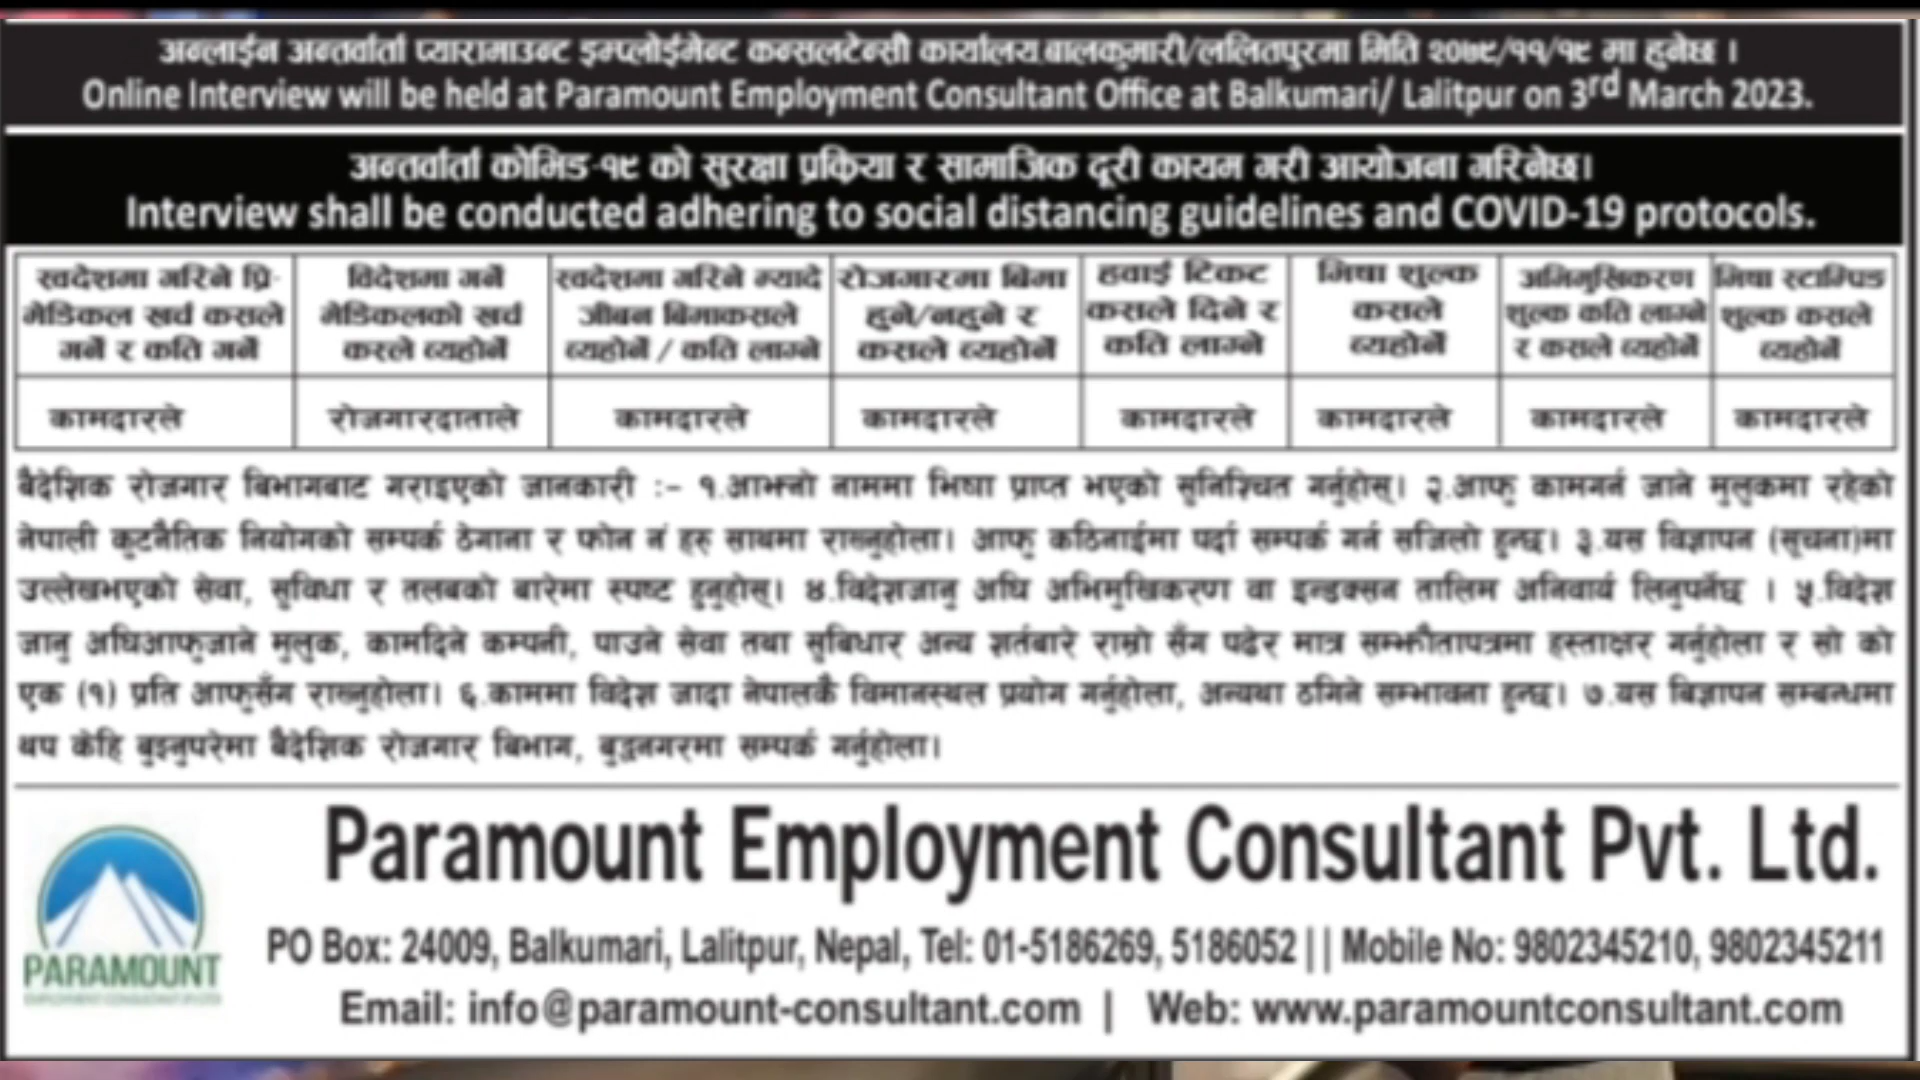 अन्लाईन अन्तर्वार्ता प्यारामाउन्ट इम्प्लोईमेन्ट कन्सलटेन्सी कार्यालय,बालकुमारी/ललितपुरमा मिति २०७९/११/१९ मा हुनेछ ।
Online Interview will be held at Paramount Employment Consultant Office at Balkumari/ Lalitpur on 3rd March 2023.
अन्तर्वार्ता कोभिड-१९ को सुरक्षा प्रक्रिया र सामाजिक दूरी कायम गरी आयोजना गरिनेछ।
Interview shall be conducted adhering to social distancing guidelines and COVID-19 protocols.
स्वदेशमा गरिने प्रि-
मेडिकल खर्च कसले
गर्ने र कति गर्ने
विदेशमा गर्ने
मेडिकलको खर्च
करले व्यहोर्ने
स्वदेशमा गरिने म्यादे
जीबन बिमाकसले
व्यहोर्ने / कति लाग्ने
रोजगारमा बिमा
हुने/नहुने र
कसले व्यहोर्ने
हवाई टिकट
कसले दिने र
कति लाग्ने
भिषा शुल्क
कसले
व्यहोर्ने
अभिमुखिकरण
शुल्क कति लाग्ने
र कसले व्यहोर्ने
भिषा स्टाम्पिङ
शुल्क कसले
व्यहोर्ने
कामदारले रोजगारदाताले कामदारले कामदारले कामदारले कामदारले कामदारले कामदारले
बैदेशिक रोजगार बिभागबाट गराइएको जानकारी :– १.आफ्नो नाममा भिषा प्राप्त भएको सुनिश्चित गर्नुहोस्। २.आफु कामगर्न जाने मुलुकमा रहेको
नेपाली कुटनैतिक नियोगको सम्पर्क ठेगाना र फोन नं हरु साथमा राख्नुहोला। आफु कठिनाईमा पर्दा सम्पर्क गर्न सजिलो हुन्छ। ३.यस विज्ञापन (सूचना)मा
उल्लेखभएको सेवा, सुविधा र तलबको बारेमा स्पष्ट हुनुहोस्। ४.विदेशजानु अघि अभिमुखिकरण वा इन्डक्सन तालिम अनिवार्य लिनुपर्नेछ । ५.विदेश
जानु अघिआफुजाने मुलुक, कामदिने कम्पनी, पाउने सेवा तथा सुबिधार अन्य शर्तबारे राम्रो सँग पढेर मात्र सम्झौतापत्रमा हस्ताक्षर गर्नुहोला र सो को
एक (१) प्रति आफुसँग राख्नुहोला। ६.काममा विदेश जादा नेपालकै विमानस्थल प्रयोग गर्नुहोला, अन्यथा ठगिने सम्भावना हुन्छ। ७.यस बिज्ञापन सम्बन्धमा
थप केहि बुझ्नुपरेमा बैदेशिक रोजगार बिभाग, बुद्धनगरमा सम्पर्क गर्नुहोला।
Paramount Employment Consultant Pvt. Ltd.
PARAMOUNT
PO Box: 24009, Balkumari, Lalitpur, Nepal, Tel: 01-5186269, 5186052 || Mobile No: 9802345210, 9802345211
Email: info@paramount-consultant.com | Web: www.paramountconsultant.com